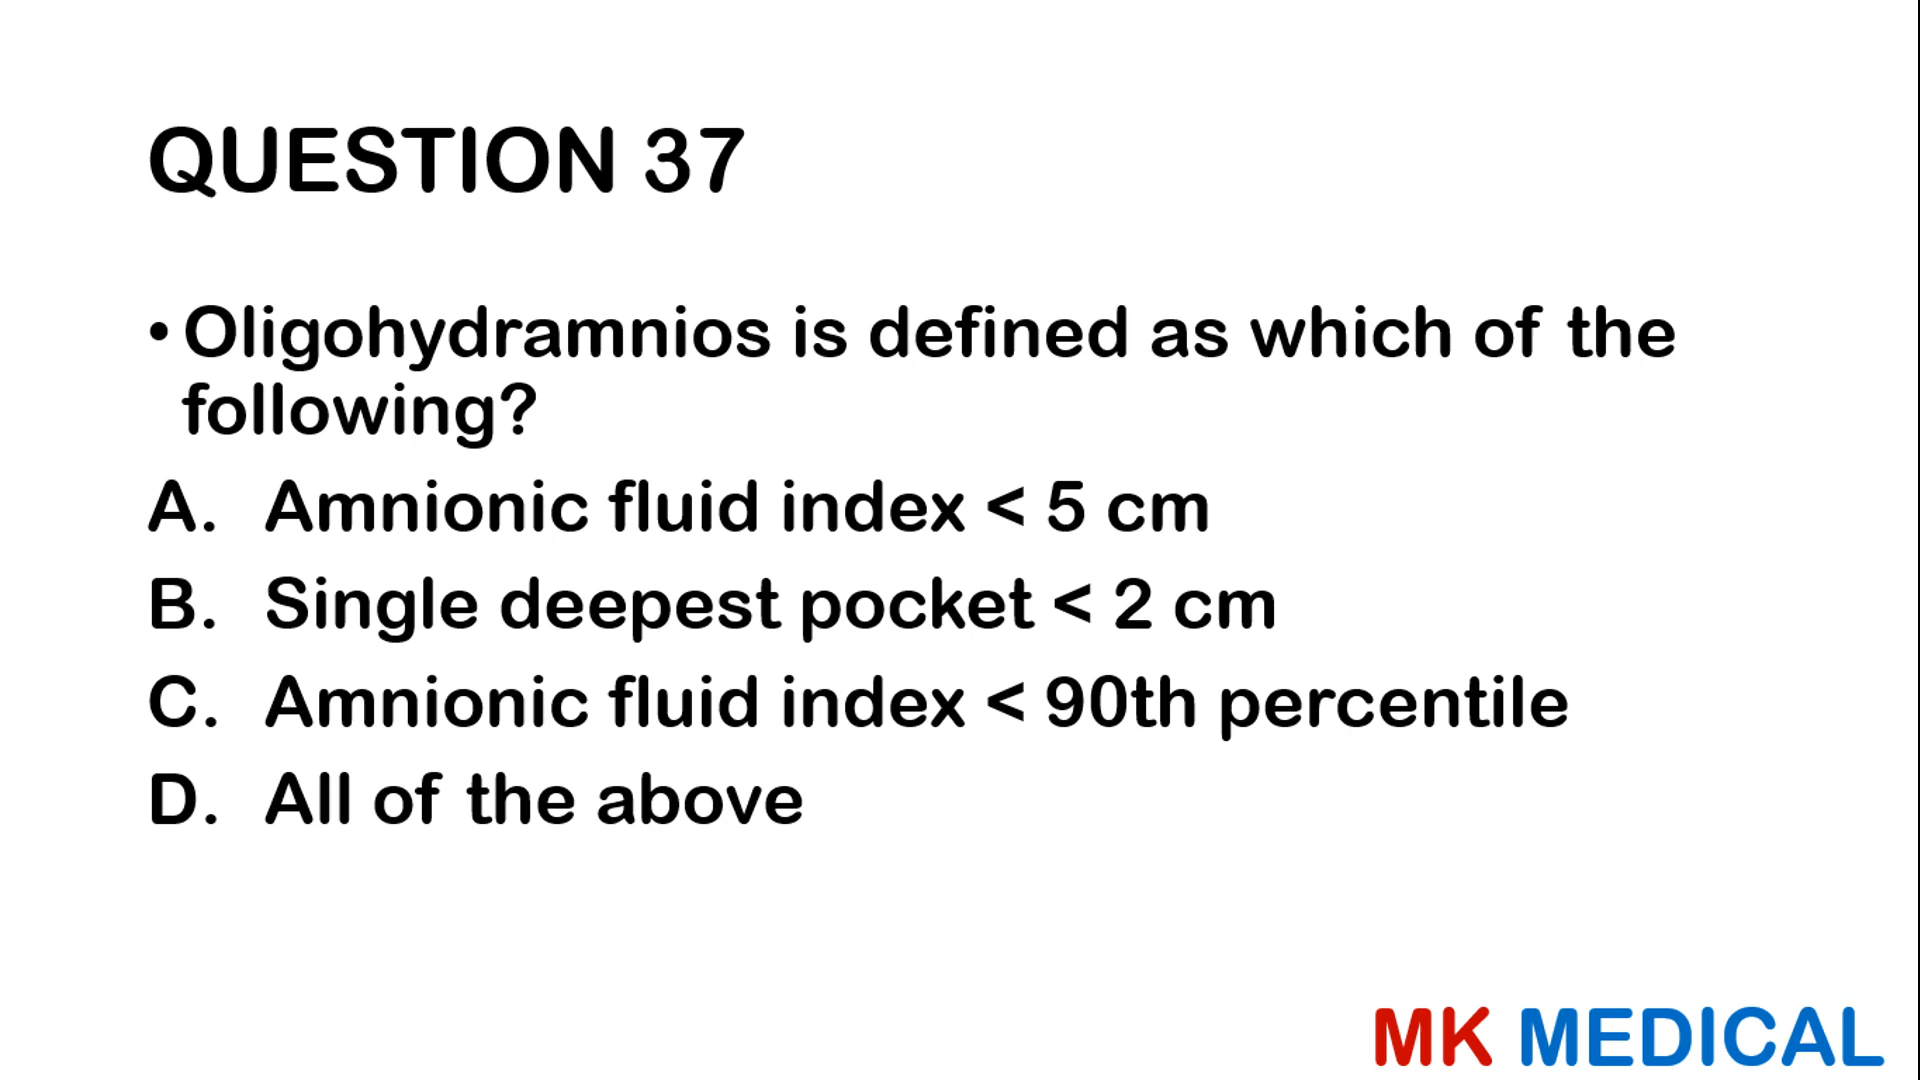 QUESTION 37
• Oligohydramnios is defined as which of the
following?
A. Amnionic fluid index < 5 cm
B. Single deepest pocket < 2 cm
C. Amnionic fluid index < 90th percentile
D. All of the above
MK MEDICAL